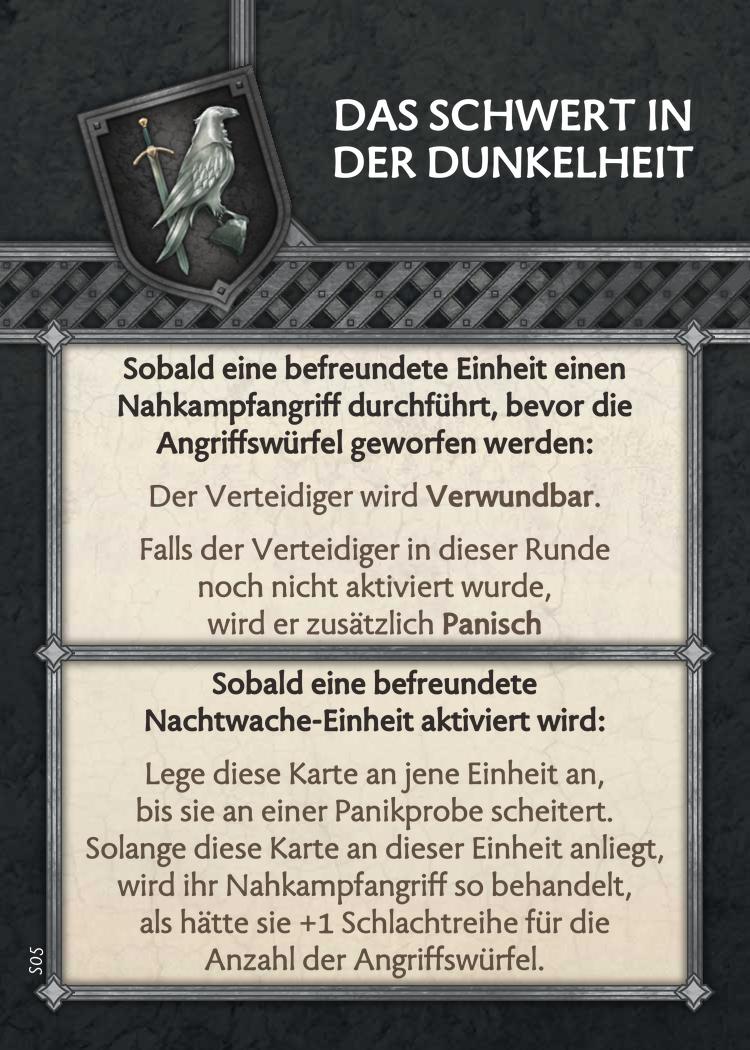 DAS SCHWERT IN
DER DUNKELHEIT
Sobald eine befreundete Einheit einen
Nahkampfangriff durchführt, bevor die
Angriffswürfel geworfen werden:
Der Verteidiger wird Verwundbar.
Falls der Verteidiger in dieser Runde
noch nicht aktiviert wurde,
wird er zusätzlich Panisch
Sobald eine befreundete
Nachtwache-Einheit aktiviert wird:
Lege diese Karte an jene Einheit an,
bis sie an einer Panikprobe scheitert.
Solange diese Karte an dieser Einheit anliegt,
wird ihr Nahkampfangriff so behandelt,
als hätte sie +1 Schlachtreihe für die
Anzahl der Angriffswürfel.
S05